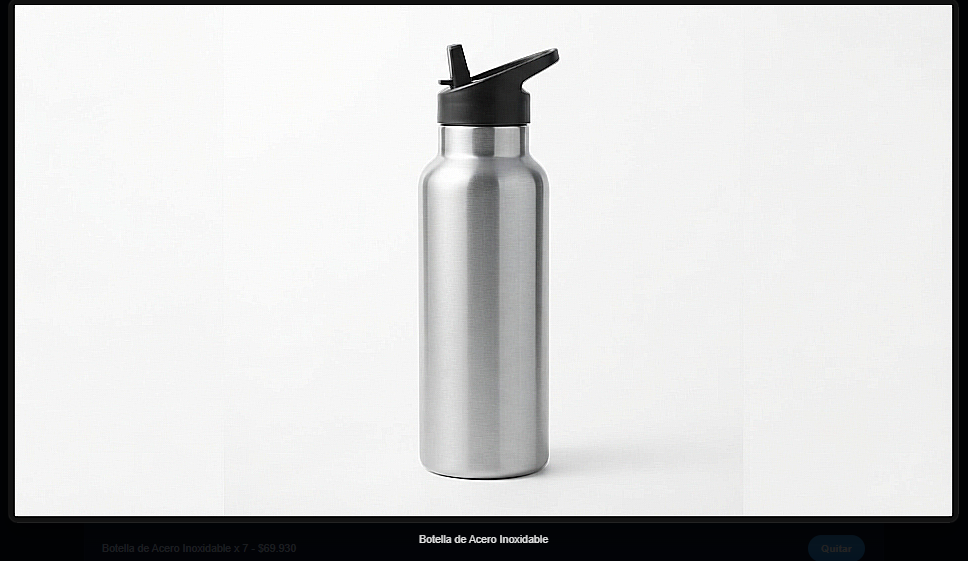 Botella de Acero Inoxidable
Botella de Acero Inoxidable x 7 - $69.930
Quitar